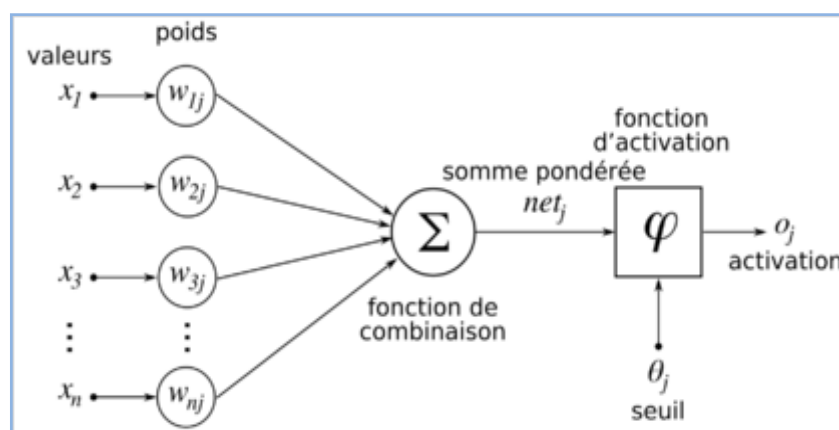 poids
valeurs
x1
w1j
fonction
d'activation
x2
w2j
somme pondérée
netj
Σ
φ
oj
activation
x3
w3j
fonction de
combinaison
⋮
⋮
xn
wnj
θj
seuil